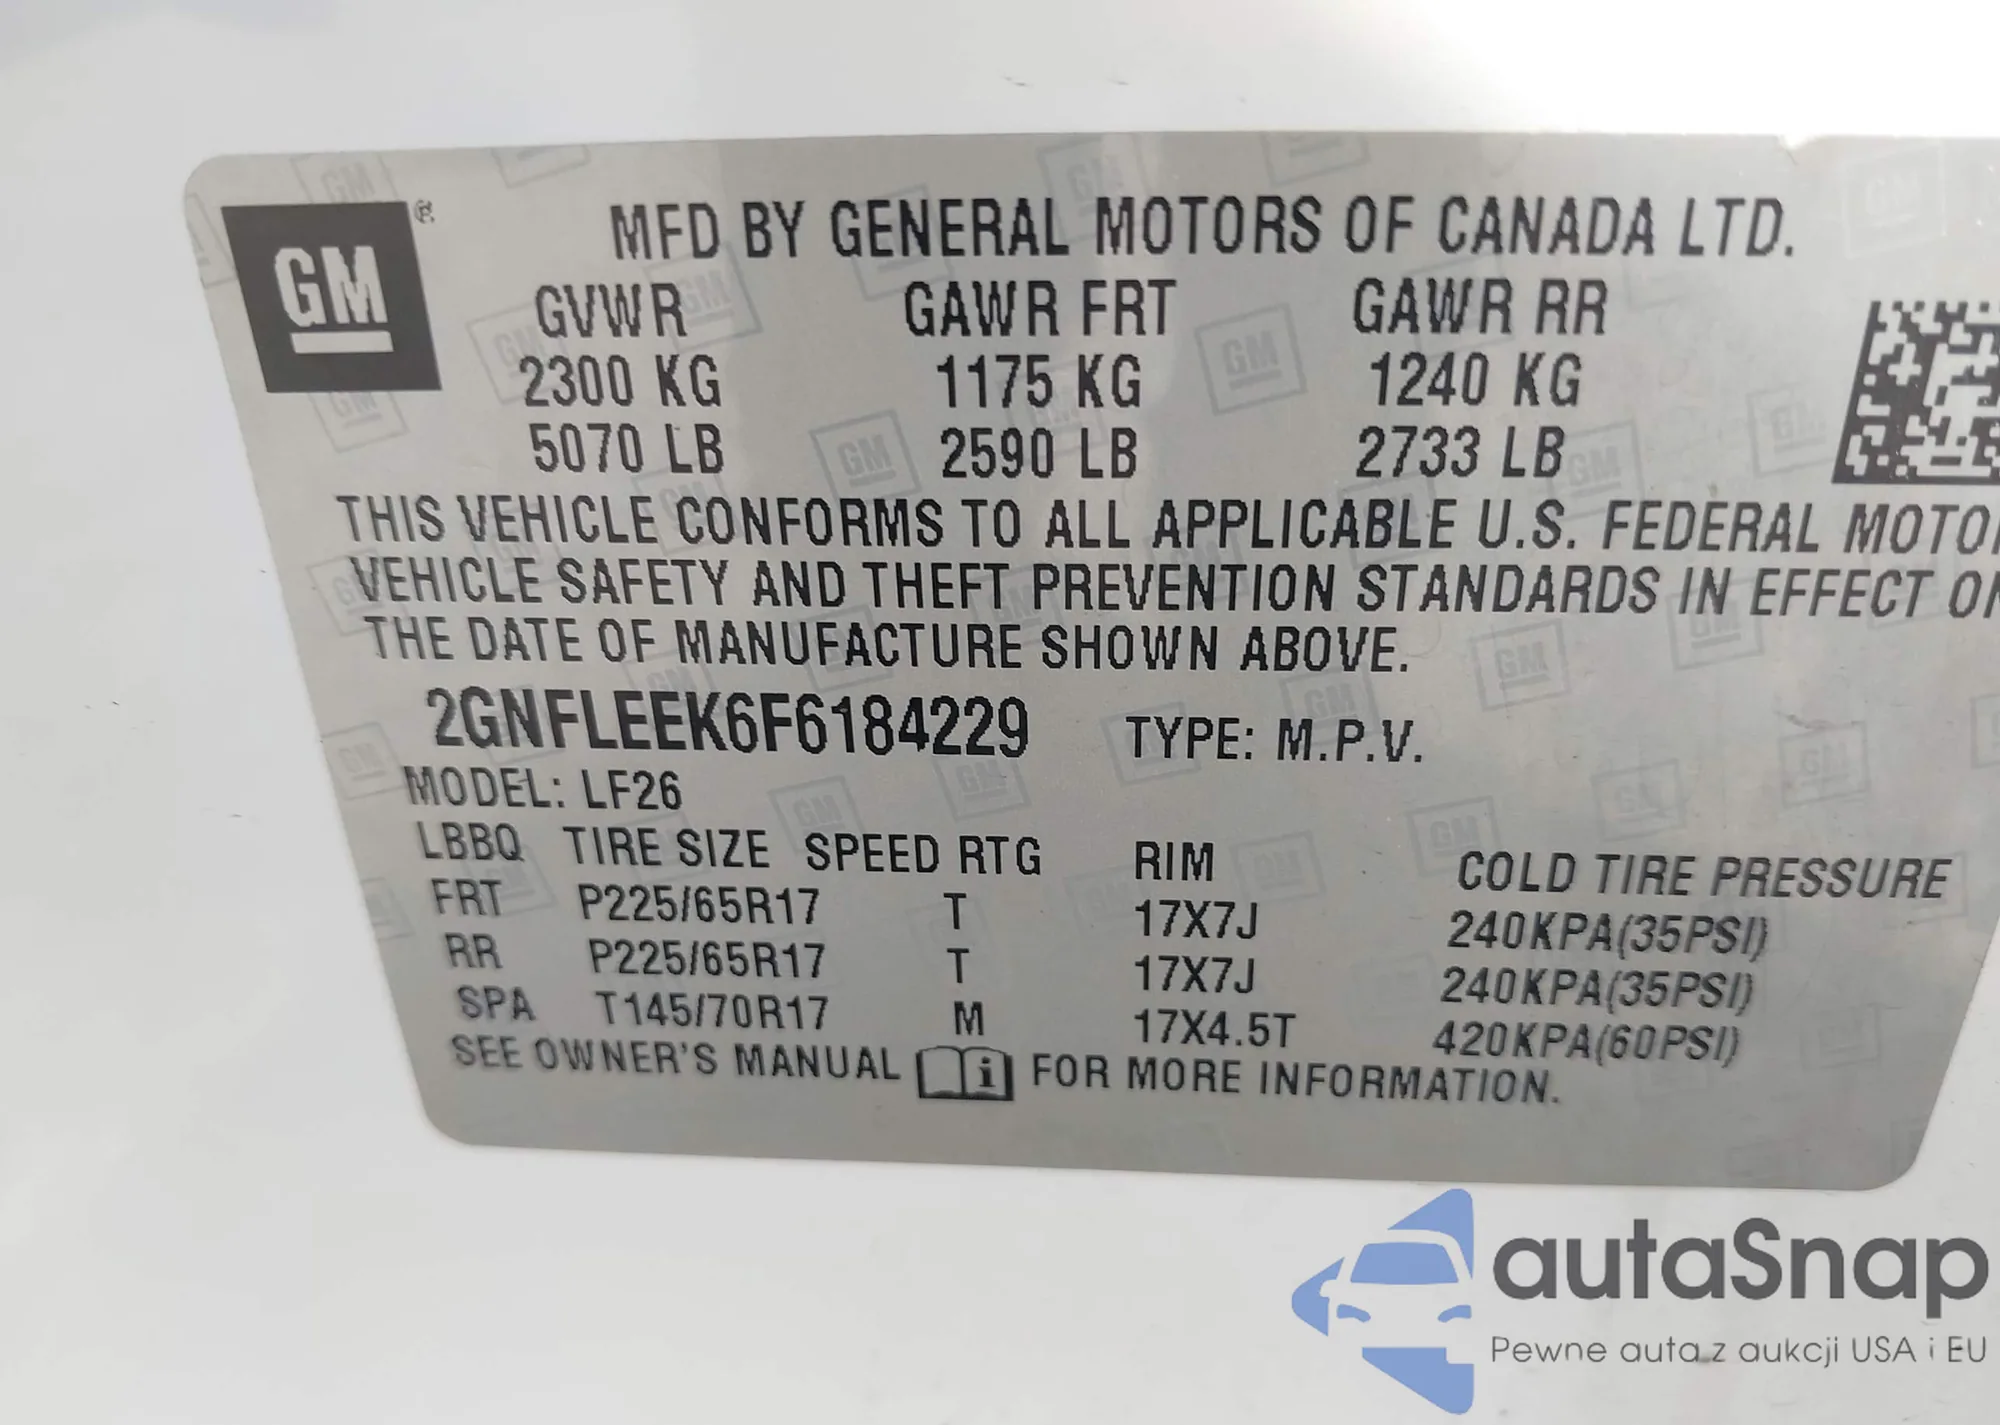 GM
MFD BY GENERAL MOTORS OF CANADA LTD.
GVWR GAWR FRT GAWR RR
2300 KG 1175 KG 1240 KG
5070 LB 2590 LB 2733 LB
THIS VEHICLE CONFORMS TO ALL APPLICABLE U.S. FEDERAL MOTOR
VEHICLE SAFETY AND THEFT PREVENTION STANDARDS IN EFFECT ON
THE DATE OF MANUFACTURE SHOWN ABOVE.
2GNFLEEK6F6184229 TYPE: M.P.V.
MODEL: LF26
LBBQ TIRE SIZE SPEED RTG RIM COLD TIRE PRESSURE
FRT P225/65R17 T 17X7J 240KPA(35PSI)
RR P225/65R17 T 17X7J 240KPA(35PSI)
SPA T145/70R17 M 17X4.5T 420KPA(60PSI)
SEE OWNER'S MANUAL i FOR MORE INFORMATION.
autaSnap
Pewne auta z aukcji USA i EU